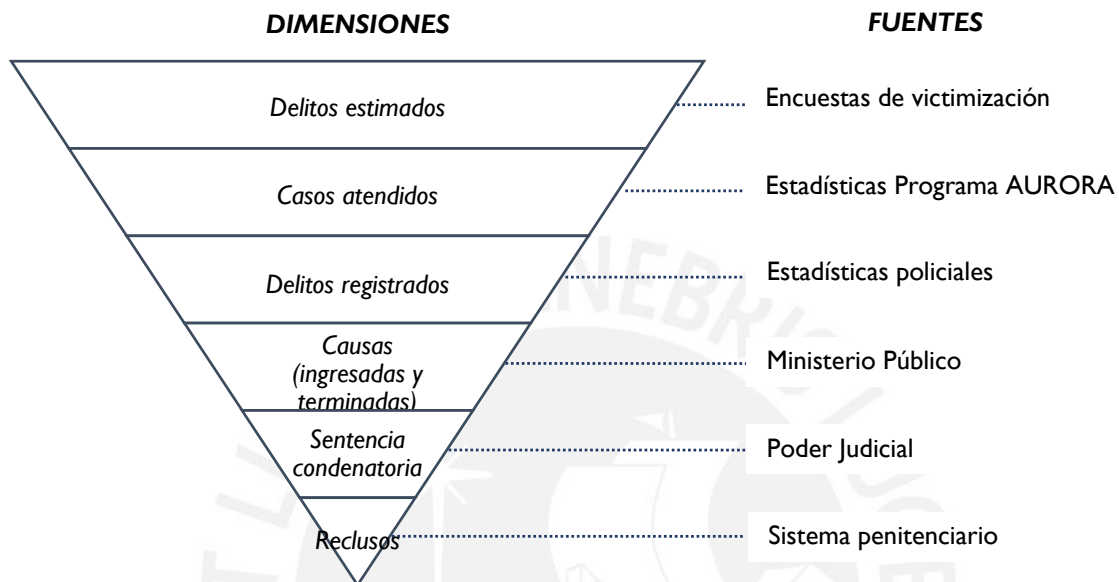 DIMENSIONES
FUENTES
Delitos estimados
Encuestas de victimización
Casos atendidos
Estadísticas Programa AURORA
Delitos registrados
Estadísticas policiales
Causas
(ingresadas y
terminadas)
Ministerio Público
Sentencia
condenatoria
Poder Judicial
Reclusos
Sistema penitenciario